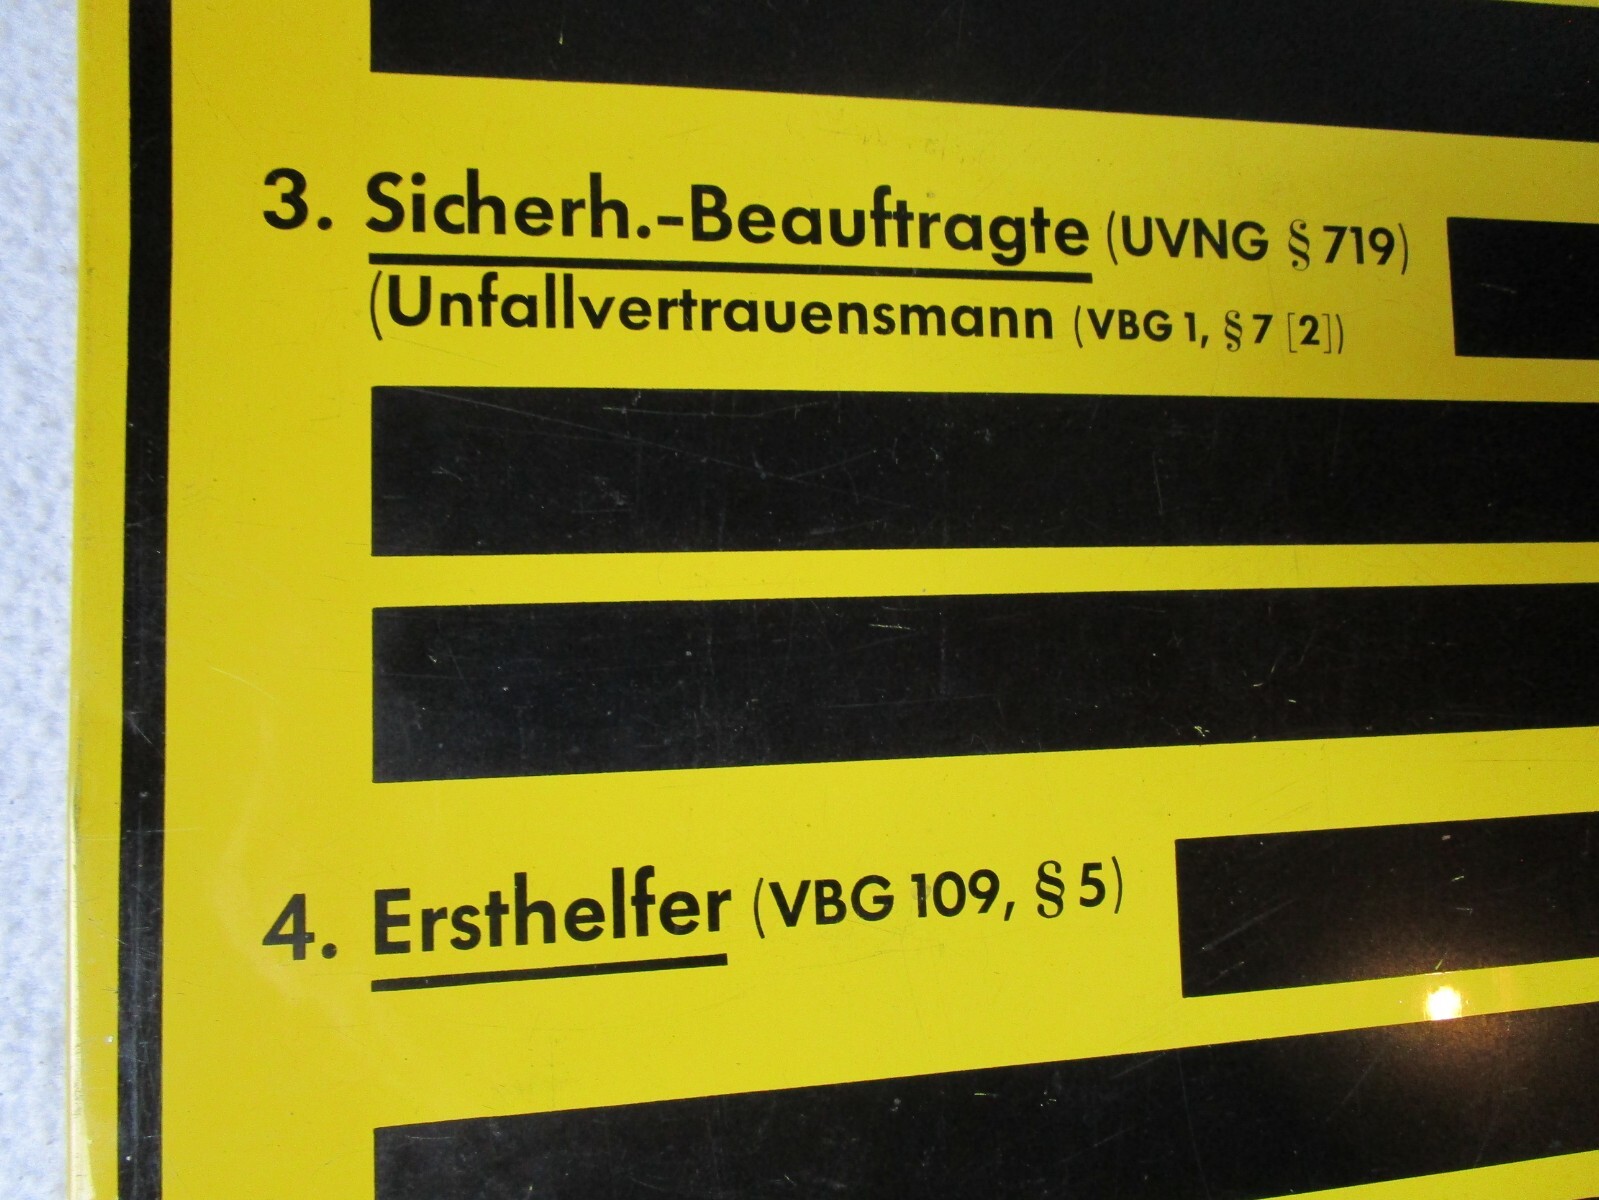 3. Sicherh.-Beauftragte (UVNG § 719)
(Unfallvertrauensmann (VBG 1, § 7 [2])
4. Ersthelfer (VBG 109, § 5)